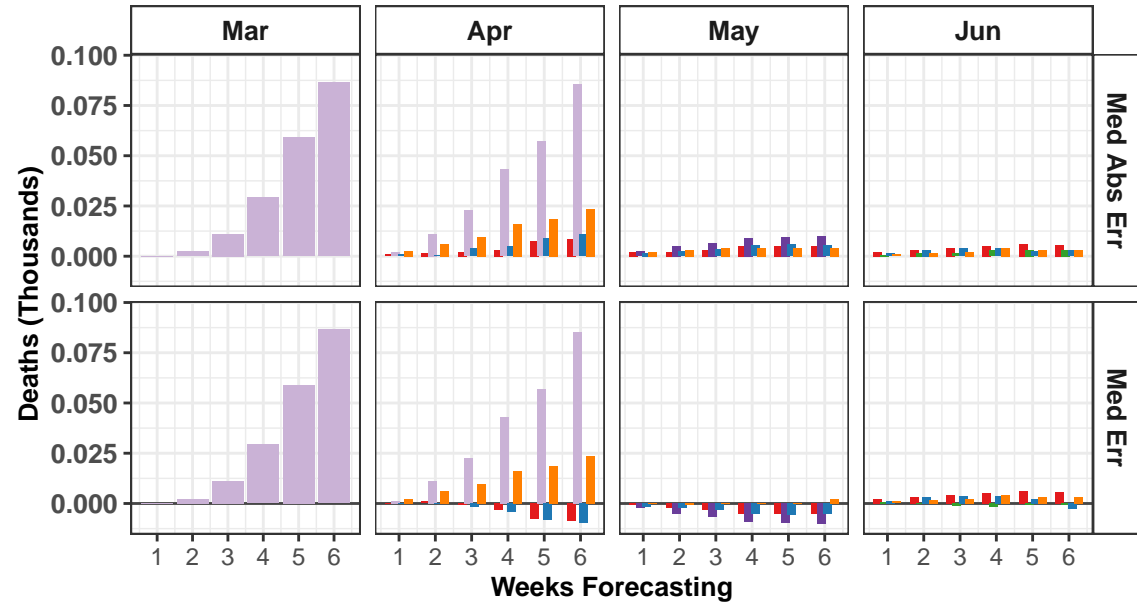 Mar Apr May Jun
0.100
0.075
0.050
0.025
0.000
Med Abs Err
0.100
0.075
0.050
0.025
0.000
Med Err
Deaths (Thousands)
1 2 3 4 5 6 1 2 3 4 5 6 1 2 3 4 5 6 1 2 3 4 5 6
Weeks Forecasting